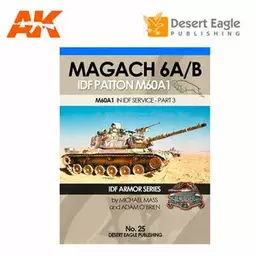 AK
Desert Eagle
PUBLISHING
MAGACH 6A/B
IDF PATTON M60A1
M60A1 IN IDF SERVICE - PART 3
IDF ARMOR SERIES
by MICHAEL MASS
and ADAM O'BRIEN
No. 25
DESERT EAGLE PUBLISHING